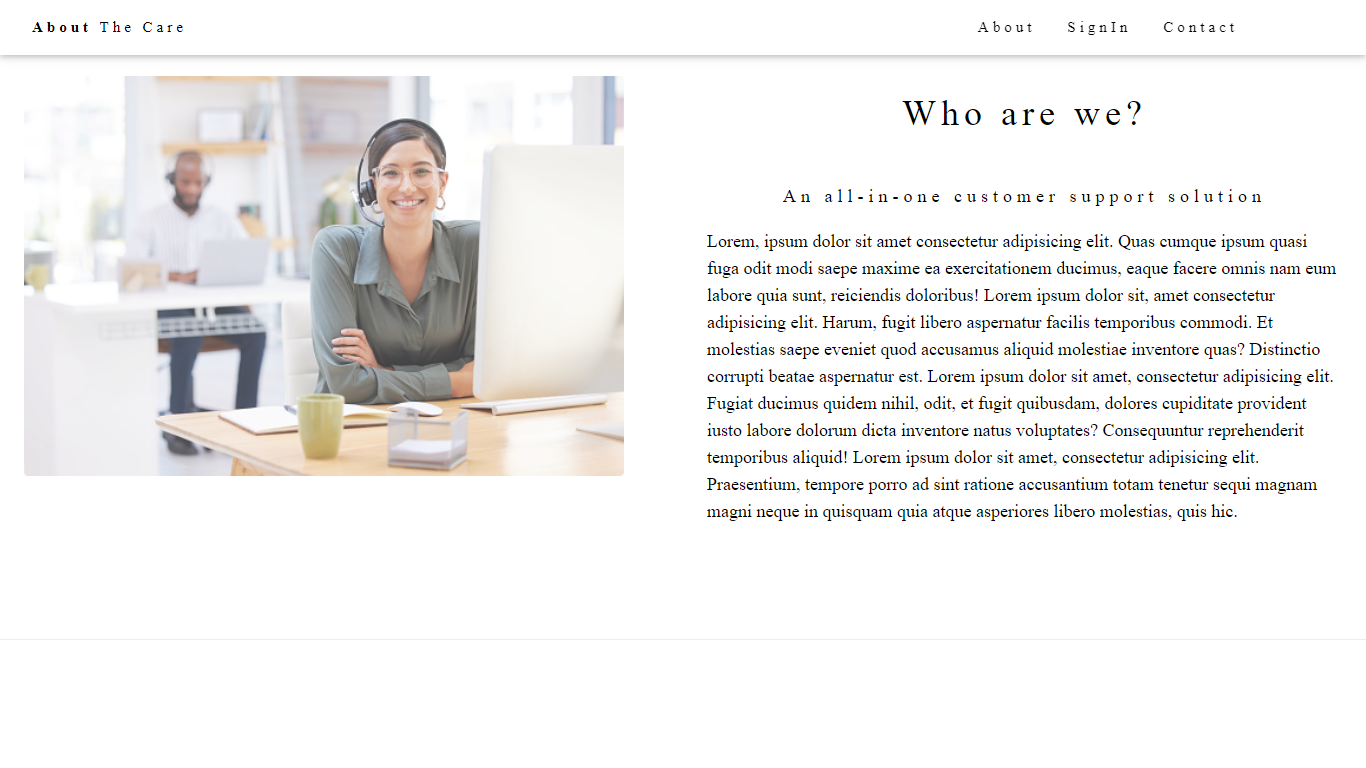 About The Care
About SignIn Contact
Who are we?
An all-in-one customer support solution
Lorem, ipsum dolor sit amet consectetur adipisicing elit. Quas cumque ipsum quasi
fuga odit modi saepe maxime ea exercitationem ducimus, eaque facere omnis nam eum
labore quia sunt, reiciendis doloribus! Lorem ipsum dolor sit, amet consectetur
adipisicing elit. Harum, fugit libero aspernatur facilis temporibus commodi. Et
molestias saepe eveniet quod accusamus aliquid molestiae inventore quas? Distinctio
corrupti beatae aspernatur est. Lorem ipsum dolor sit amet, consectetur adipisicing elit.
Fugiat ducimus quidem nihil, odit, et fugit quibusdam, dolores cupiditate provident
iusto labore dolorum dicta inventore natus voluptates? Consequuntur reprehenderit
temporibus aliquid! Lorem ipsum dolor sit amet, consectetur adipisicing elit.
Praesentium, tempore porro ad sint ratione accusantium totam tenetur sequi magnam
magni neque in quisquam quia atque asperiores libero molestias, quis hic.